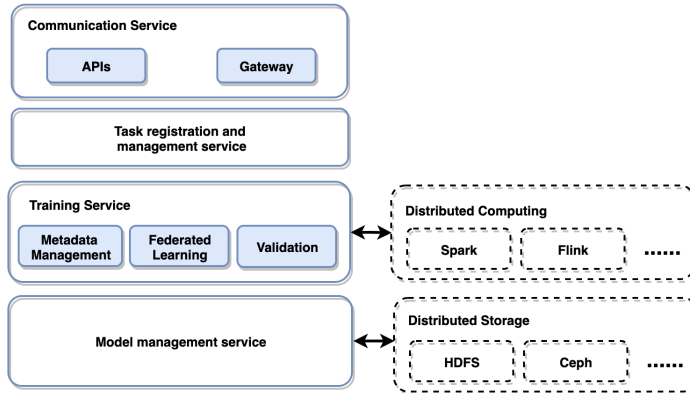 Communication Service
APIs
Gateway
Task registration and
management service
Training Service
Metadata
Management
Federated
Learning
Validation
Distributed Computing
Spark
Flink
......
Model management service
Distributed Storage
HDFS
Ceph
......